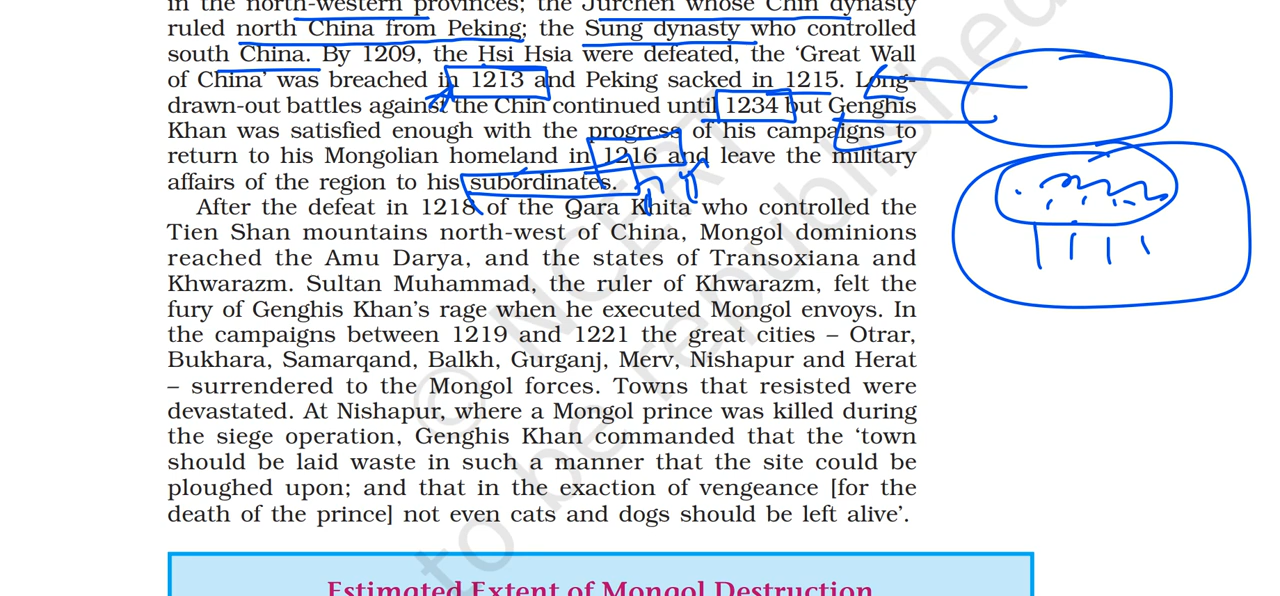 in the north-western provinces; the Jurchen whose Chin dynasty
ruled north China from Peking; the Sung dynasty who controlled
south China. By 1209, the Hsi Hsia were defeated, the ‘Great Wall
of China’ was breached in 1213 and Peking sacked in 1215. Long-
drawn-out battles against the Chin continued until 1234 but Genghis
Khan was satisfied enough with the progress of his campaigns to
return to his Mongolian homeland in 1216 and leave the military
affairs of the region to his subordinates.
After the defeat in 1218 of the Qara Khita who controlled the
Tien Shan mountains north-west of China, Mongol dominions
reached the Amu Darya, and the states of Transoxiana and
Khwarazm. Sultan Muhammad, the ruler of Khwarazm, felt the
fury of Genghis Khan’s rage when he executed Mongol envoys. In
the campaigns between 1219 and 1221 the great cities – Otrar,
Bukhara, Samarqand, Balkh, Gurganj, Merv, Nishapur and Herat
– surrendered to the Mongol forces. Towns that resisted were
devastated. At Nishapur, where a Mongol prince was killed during
the siege operation, Genghis Khan commanded that the ‘town
should be laid waste in such a manner that the site could be
ploughed upon; and that in the exaction of vengeance [for the
death of the prince] not even cats and dogs should be left alive’.
Estimated Extent of Mongol Destruction
© NCERT
to be republished